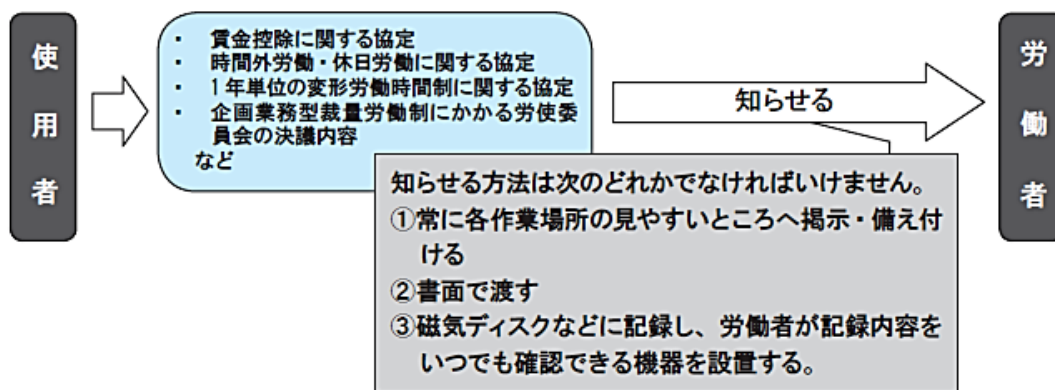 使用者
・ 賃金控除に関する協定
・ 時間外労働・休日労働に関する協定
・ 1年単位の変形労働時間制に関する協定
・ 企画業務型裁量労働制にかかる労使委
員会の決議内容
など
知らせる
労働者
知らせる方法は次のどれかでなければいけません。
①常に各作業場所の見やすいところへ掲示・備え付
ける
②書面で渡す
③磁気ディスクなどに記録し、労働者が記録内容を
いつでも確認できる機器を設置する。